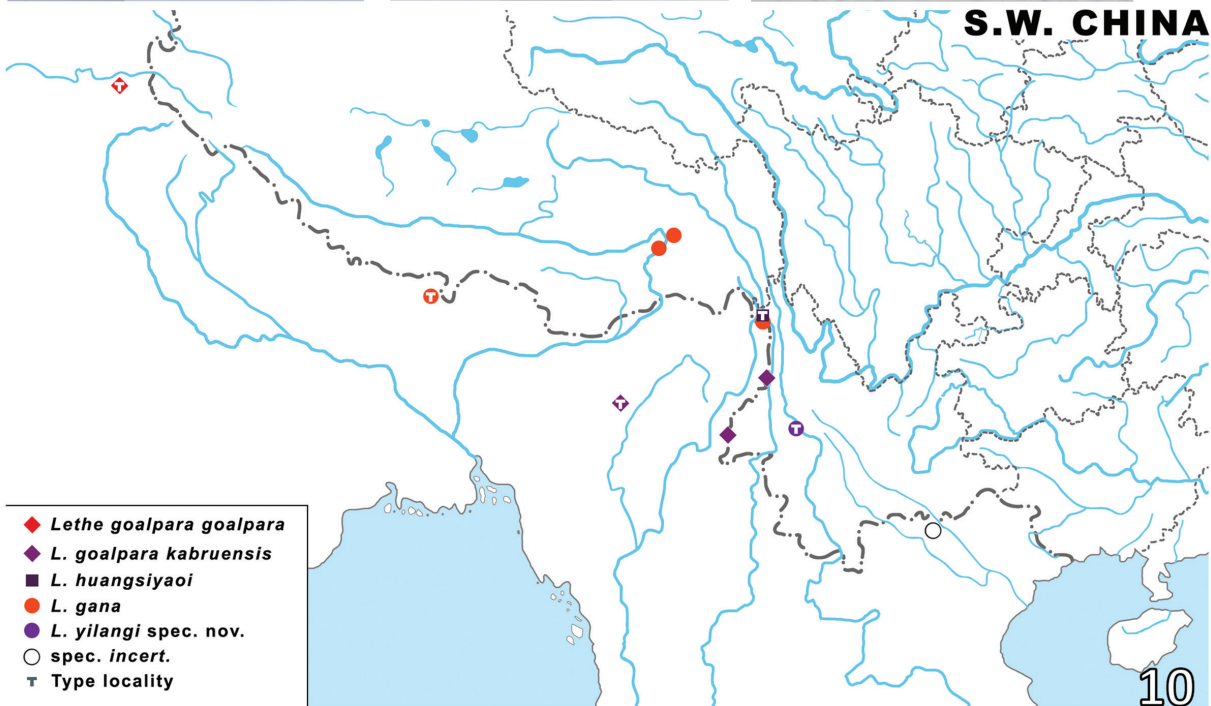 S.W. CHINA
T
T
T
T
T
Lethe goalpara goalpara
L. goalpara kabruensis
L. huangsiyaoi
L. gana
L. yilangi spec. nov.
spec. incert.
T Type locality
10